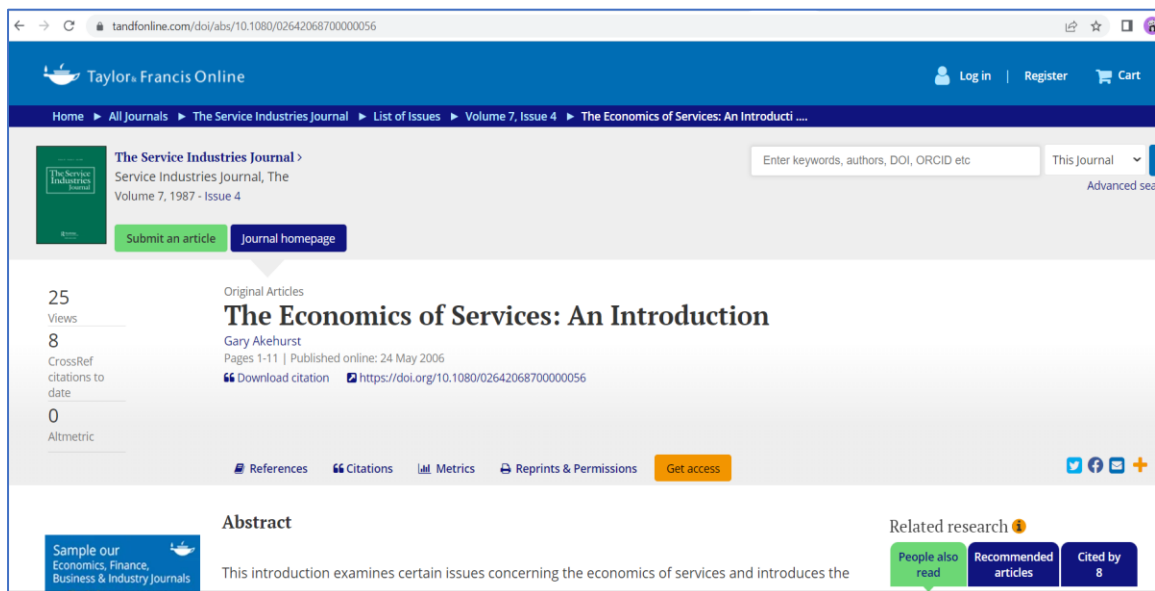 tandfonline.com/doi/abs/10.1080/02642068700000056
Taylor & Francis Online
Log in | Register Cart
Home ▶ All Journals ▶ The Service Industries Journal ▶ List of Issues ▶ Volume 7, Issue 4 ▶ The Economics of Services: An Introducti ....
The Service Industries Journal ›
Service Industries Journal, The
Volume 7, 1987 - Issue 4
The Service
Industries
Journal
Submit an article
Journal homepage
Enter keywords, authors, DOI, ORCID etc
This Journal
Advanced sea
25
Views
8
CrossRef
citations to
date
0
Altmetric
Original Articles
The Economics of Services: An Introduction
Gary Akehurst
Pages 1-11 | Published online: 24 May 2006
Download citation https://doi.org/10.1080/02642068700000056
References Citations Metrics Reprints & Permissions Get access
Sample our
Economics, Finance,
Business & Industry Journals
Abstract
This introduction examines certain issues concerning the economics of services and introduces the
Related research
People also
read
Recommended
articles
Cited by
8